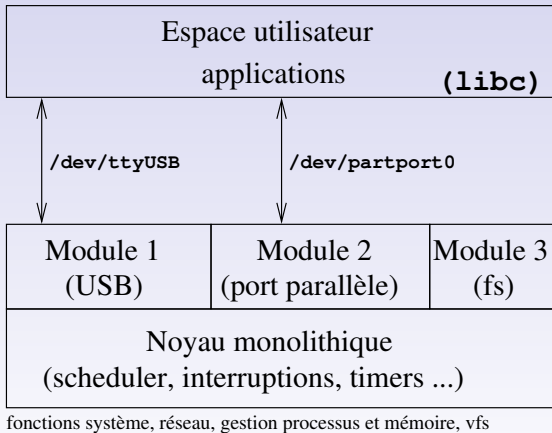 Espace utilisateur
applications
(libc)
/dev/ttyUSB
/dev/partport0
Module 1
(USB)
Module 2
(port parallèle)
Module 3
(fs)
Noyau monolithique
(scheduler, interruptions, timers ...)
fonctions système, réseau, gestion processus et mémoire, vfs